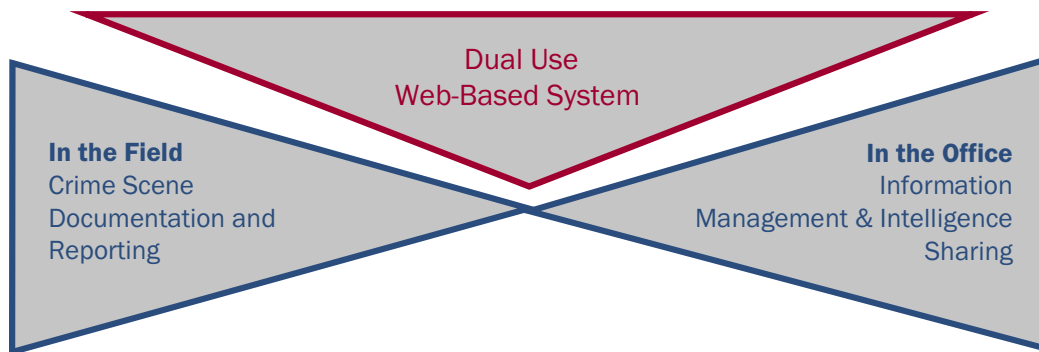 Dual Use
Web-Based System
In the Field
Crime Scene
Documentation and
Reporting
In the Office
Information
Management & Intelligence
Sharing